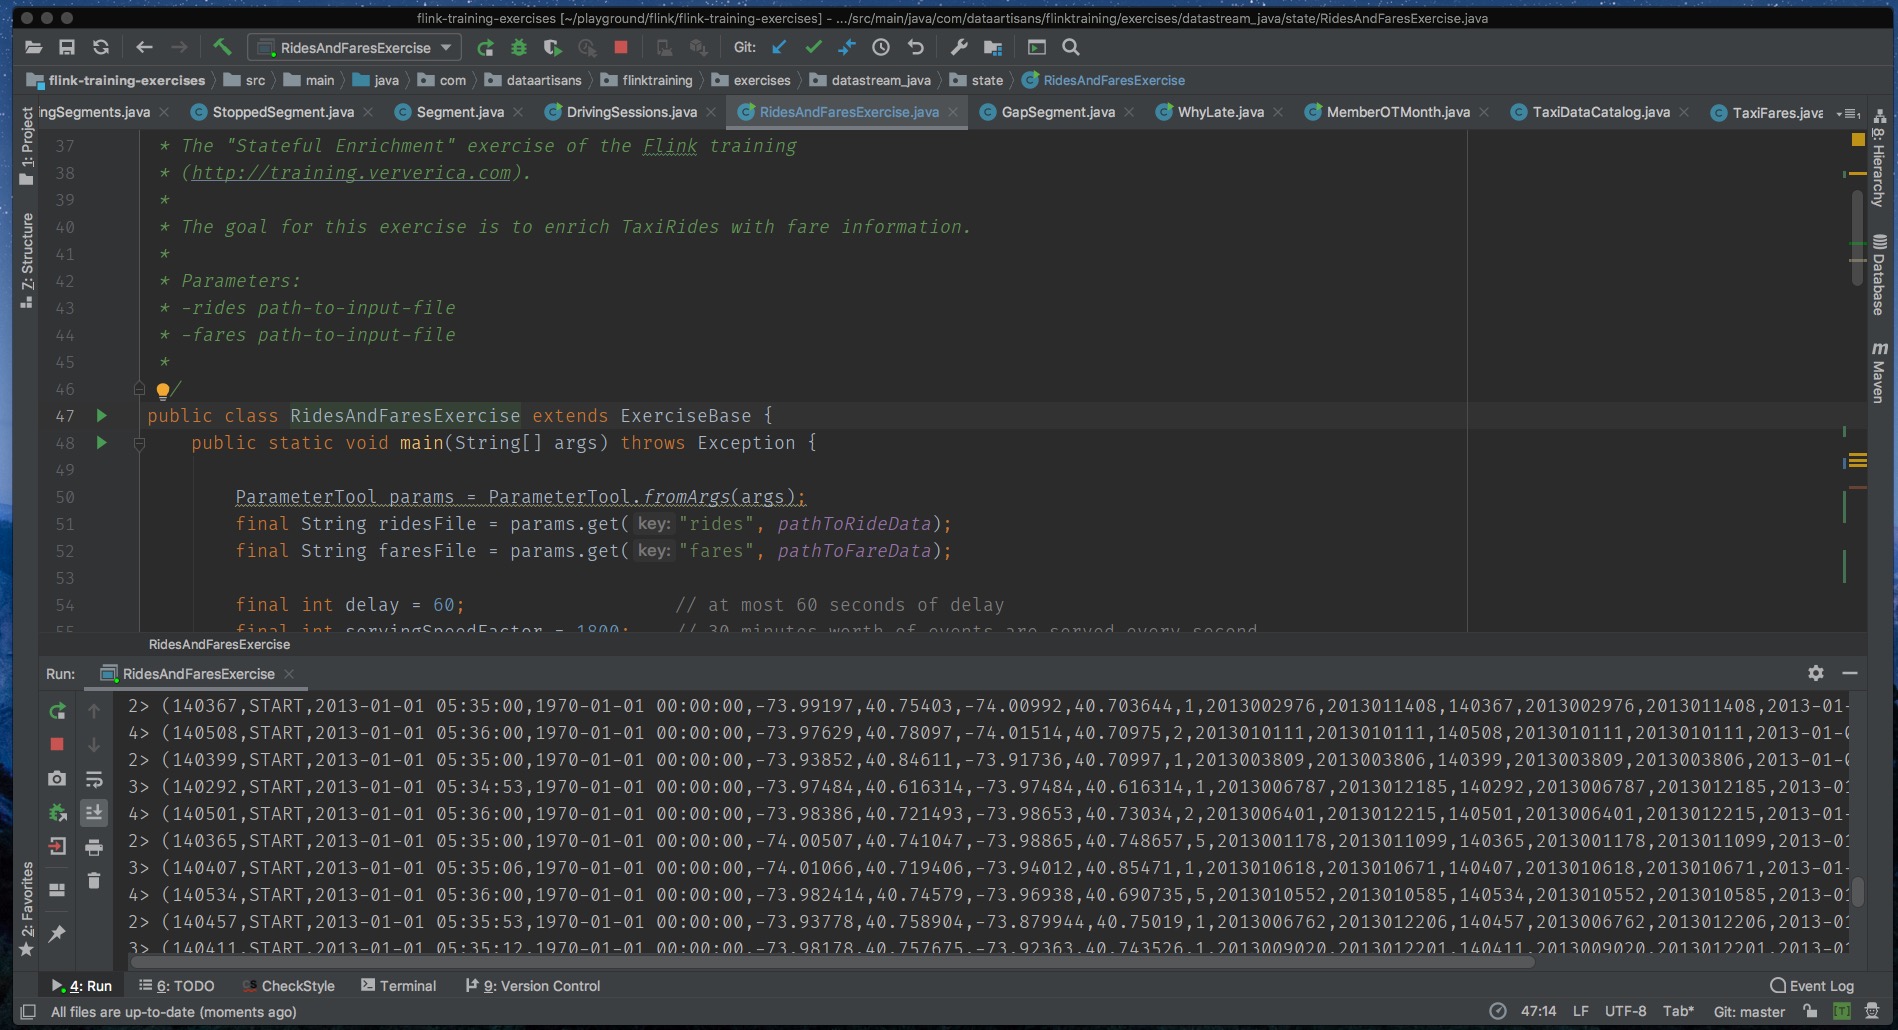 flink-training-exercises [~/playground/flink/flink-training-exercises] - .../src/main/java/com/dataartisans/flinktraining/exercises/datastream_java/state/RidesAndFaresExercise.java
RidesAndFaresExercise
Git:
flink-training-exercises src main java com dataartisans flinktraining exercises datastream_java state RidesAndFaresExercise
ngSegments.java StoppedSegment.java Segment.java DrivingSessions.java RidesAndFaresExercise.java GapSegment.java WhyLate.java MemberOTMonth.java TaxiDataCatalog.java TaxiFares.java
1: Project
Z: Structure
2: Favorites
8: Hierarchy
Database
m Maven
37 * The "Stateful Enrichment" exercise of the Flink training
38 * (http://training.ververica.com).
39 *
40 * The goal for this exercise is to enrich TaxiRides with fare information.
41 *
42 * Parameters:
43 * -rides path-to-input-file
44 * -fares path-to-input-file
45 *
46 /
47 public class RidesAndFaresExercise extends ExerciseBase {
48 public static void main(String[] args) throws Exception {
49
50 ParameterTool params = ParameterTool.fromArgs(args);
51 final String ridesFile = params.get( key: "rides", pathToRideData);
52 final String faresFile = params.get( key: "fares", pathToFareData);
53
54 final int delay = 60; // at most 60 seconds of delay
55 final int servingSpeedFactor = 1800; // 30 minutes worth of events are served every second
RidesAndFaresExercise
Run: RidesAndFaresExercise
2> (140367,START,2013-01-01 05:35:00,1970-01-01 00:00:00,-73.99197,40.75403,-74.00992,40.703644,1,2013002976,2013011408,140367,2013002976,2013011408,2013-01-
4> (140508,START,2013-01-01 05:36:00,1970-01-01 00:00:00,-73.97629,40.78097,-74.01514,40.70975,2,2013010111,2013010111,140508,2013010111,2013010111,2013-01-0
2> (140399,START,2013-01-01 05:35:00,1970-01-01 00:00:00,-73.93852,40.84611,-73.91736,40.70997,1,2013003809,2013003806,140399,2013003809,2013003806,2013-01-0
3> (140292,START,2013-01-01 05:34:53,1970-01-01 00:00:00,-73.97484,40.616314,-73.97484,40.616314,1,2013006787,2013012185,140292,2013006787,2013012185,2013-01
4> (140501,START,2013-01-01 05:36:00,1970-01-01 00:00:00,-73.98386,40.721493,-73.98653,40.73034,2,2013006401,2013012215,140501,2013006401,2013012215,2013-01-
2> (140365,START,2013-01-01 05:35:00,1970-01-01 00:00:00,-74.00507,40.741047,-73.98865,40.748657,5,2013001178,2013011099,140365,2013001178,2013011099,2013-01
3> (140407,START,2013-01-01 05:35:06,1970-01-01 00:00:00,-74.01066,40.719406,-73.94012,40.85471,1,2013010618,2013010671,140407,2013010618,2013010671,2013-01-
4> (140534,START,2013-01-01 05:36:00,1970-01-01 00:00:00,-73.982414,40.74579,-73.96938,40.690735,5,2013010552,2013010585,140534,2013010552,2013010585,2013-01
2> (140457,START,2013-01-01 05:35:53,1970-01-01 00:00:00,-73.93778,40.758904,-73.879944,40.75019,1,2013006762,2013012206,140457,2013006762,2013012206,2013-01
3> (140411,START,2013-01-01 05:35:12,1970-01-01 00:00:00,-73.98178,40.757675,-73.92363,40.743526,1,2013009020,2013012201,140411,2013009020,2013012201,2013-01
4: Run 6: TODO CheckStyle Terminal 9: Version Control Event Log
All files are up-to-date (moments ago) 47:14 LF UTF-8 Tab* Git: master [T]